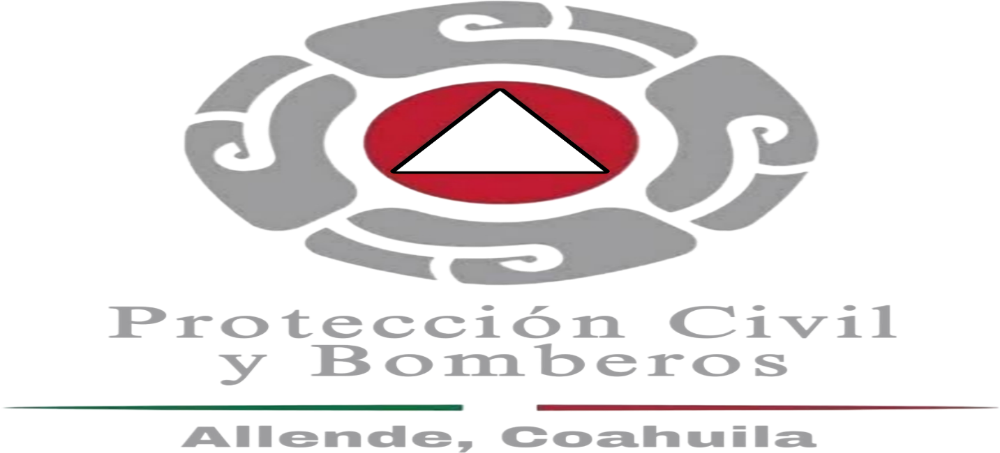 Protección Civil
y Bomberos
Allende, Coahuila